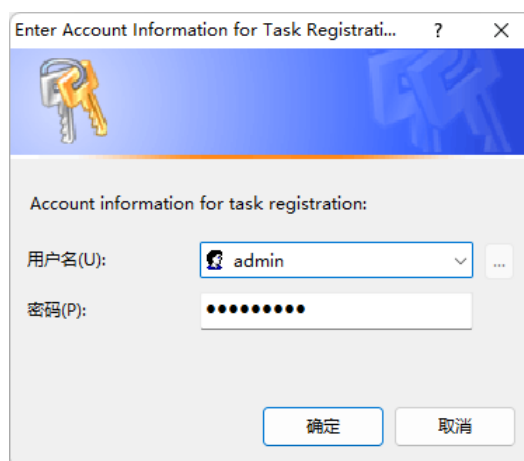 Enter Account Information for Task Registrati...
?
Account information for task registration:
用户名(U):
admin
...
密码(P):
●●●●●●●●●
确定
取消